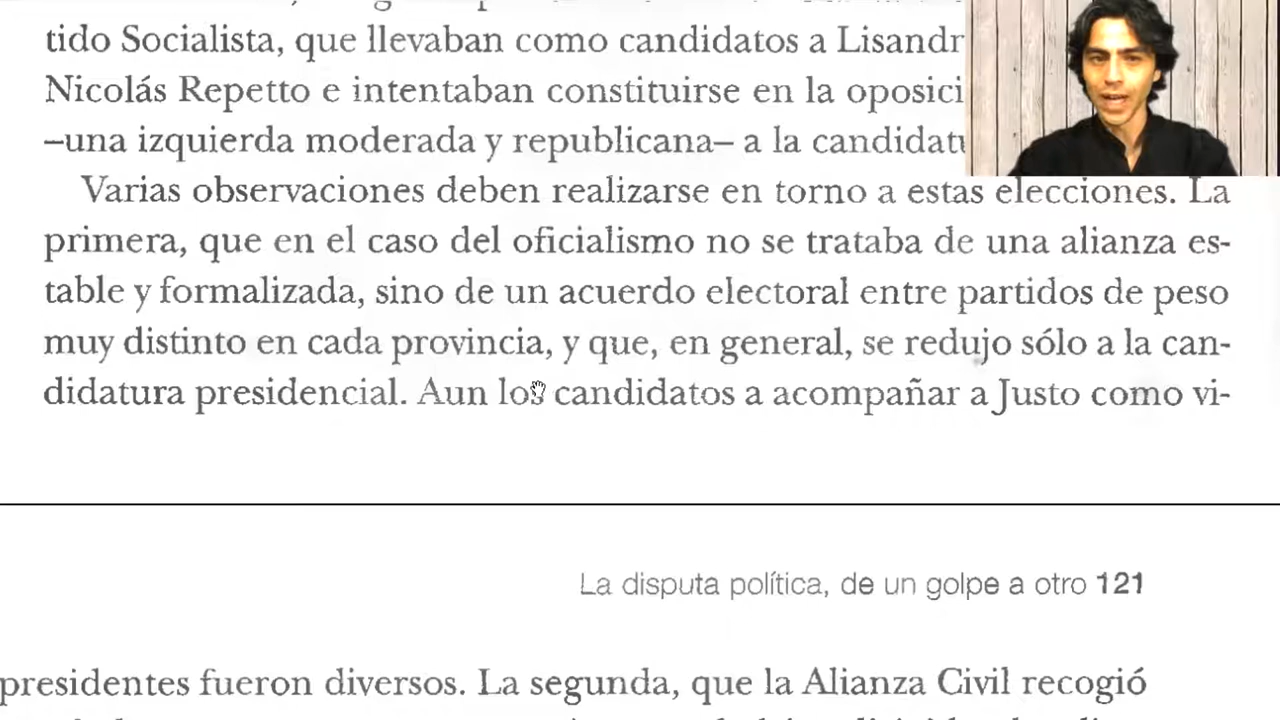 tido Socialista, que llevaban como candidatos a Lisandr
Nicolás Repetto e intentaban constituirse en la oposici
–una izquierda moderada y republicana– a la candidatu
Varias observaciones deben realizarse en torno a estas elecciones. La
primera, que en el caso del oficialismo no se trataba de una alianza es-
table y formalizada, sino de un acuerdo electoral entre partidos de peso
muy distinto en cada provincia, y que, en general, se redujo sólo a la can-
didatura presidencial. Aun los candidatos a acompañar a Justo como vi-
La disputa política, de un golpe a otro 121
presidentes fueron diversos. La segunda, que la Alianza Civil recogió